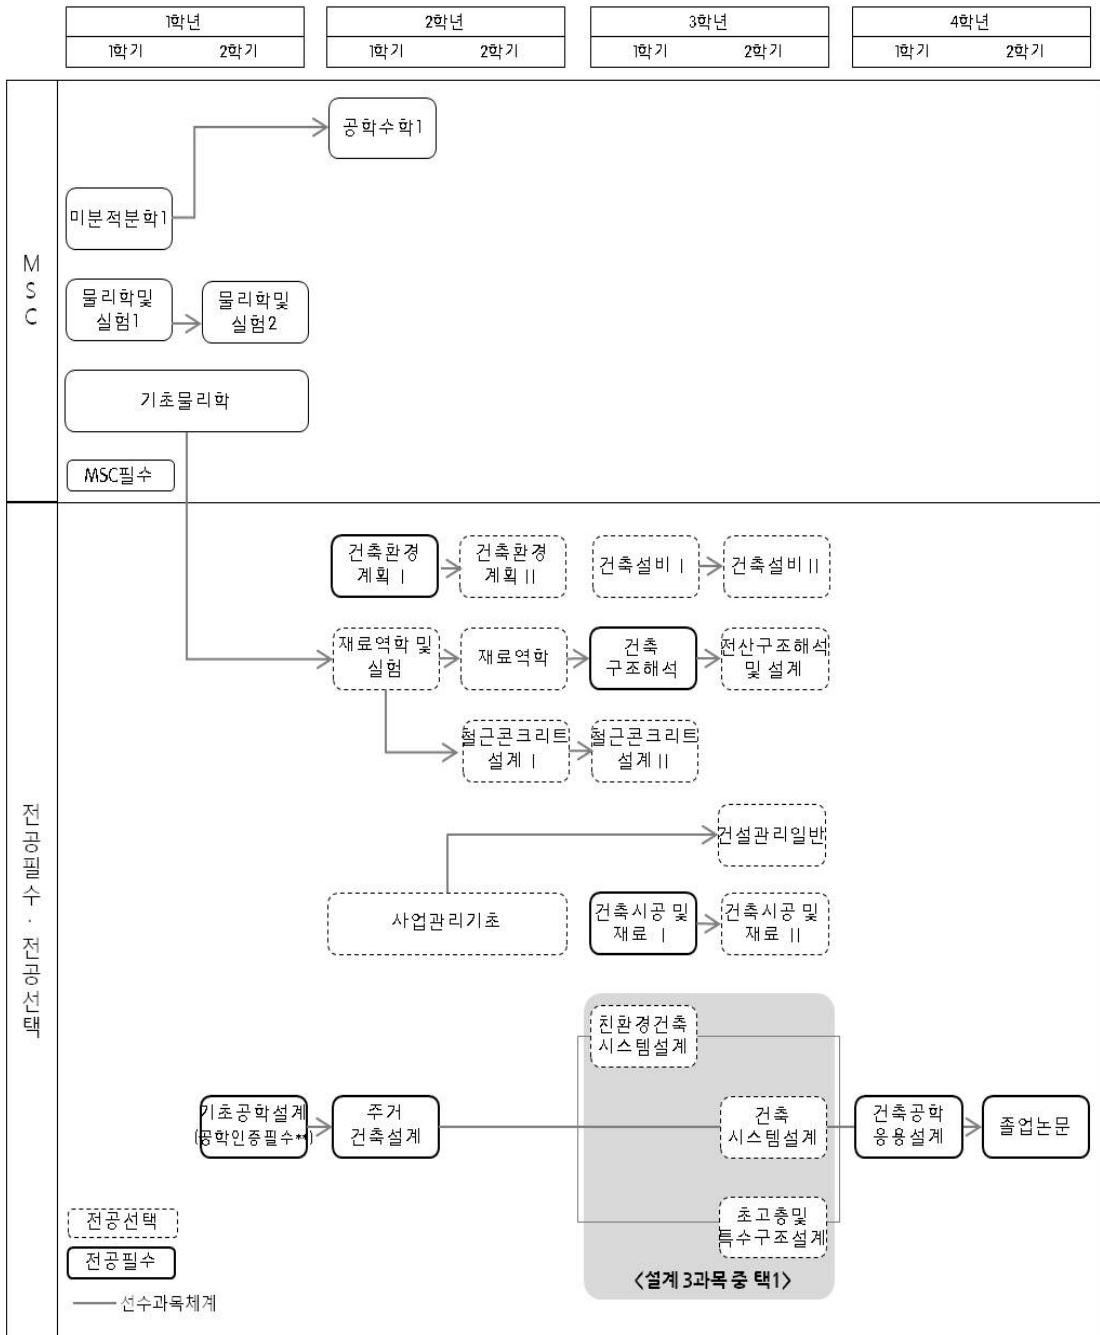 1학년
2학년
3학년
4학년
1학기
2학기
1학기
2학기
1학기
2학기
1학기
2학기
M
S
C
공학수학1
미분적분학1
물리학및
실험1
물리학및
실험2
기초물리학
MSC필수
전공필수·전공선택
건축환경
계획 I
건축환경
계획 II
건축설비 I
건축설비 II
재료역학 및
실험
재료역학
건축
구조해석
전산구조해석
및 설계
철근콘크리트
설계 I
철근콘크리트
설계 II
건설관리일반
사업관리기초
건축시공 및
재료 I
건축시공 및
재료 II
친환경건축
시스템설계
기초공학설계
(공학인증필수**)
주거
건축설계
건축
시스템설계
건축공학
응용설계
졸업논문
초고층및
특수구조설계
<설계 3과목 중 택1>
전공선택
전공필수
선수과목체계